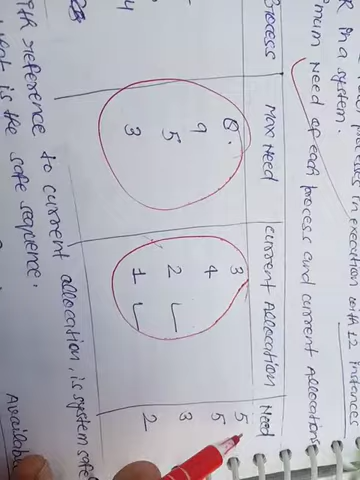 in execution with 12 instances
R in a system.
need of each process and current allocations
Process Max Need Current Allocation Need
8 3 5
9 4 5
5 2 3
4 3 1 2
with reference to current allocation, is system safe
what is the safe sequence.
Available